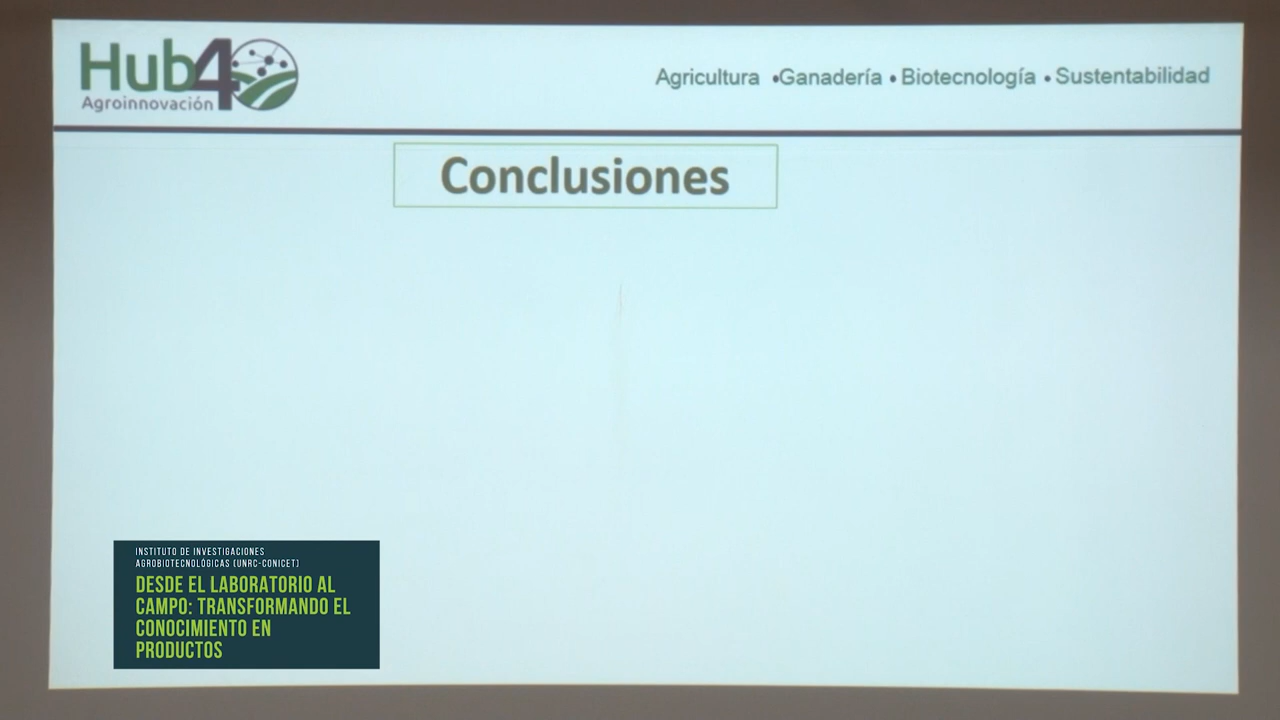 Hub40
Agroinnovación
Agricultura •Ganadería • Biotecnología • Sustentabilidad
Conclusiones
INSTITUTO DE INVESTIGACIONES
AGROBIOTECNOLÓGICAS (UNRC-CONICET)
DESDE EL LABORATORIO AL
CAMPO: TRANSFORMANDO EL
CONOCIMIENTO EN
PRODUCTOS